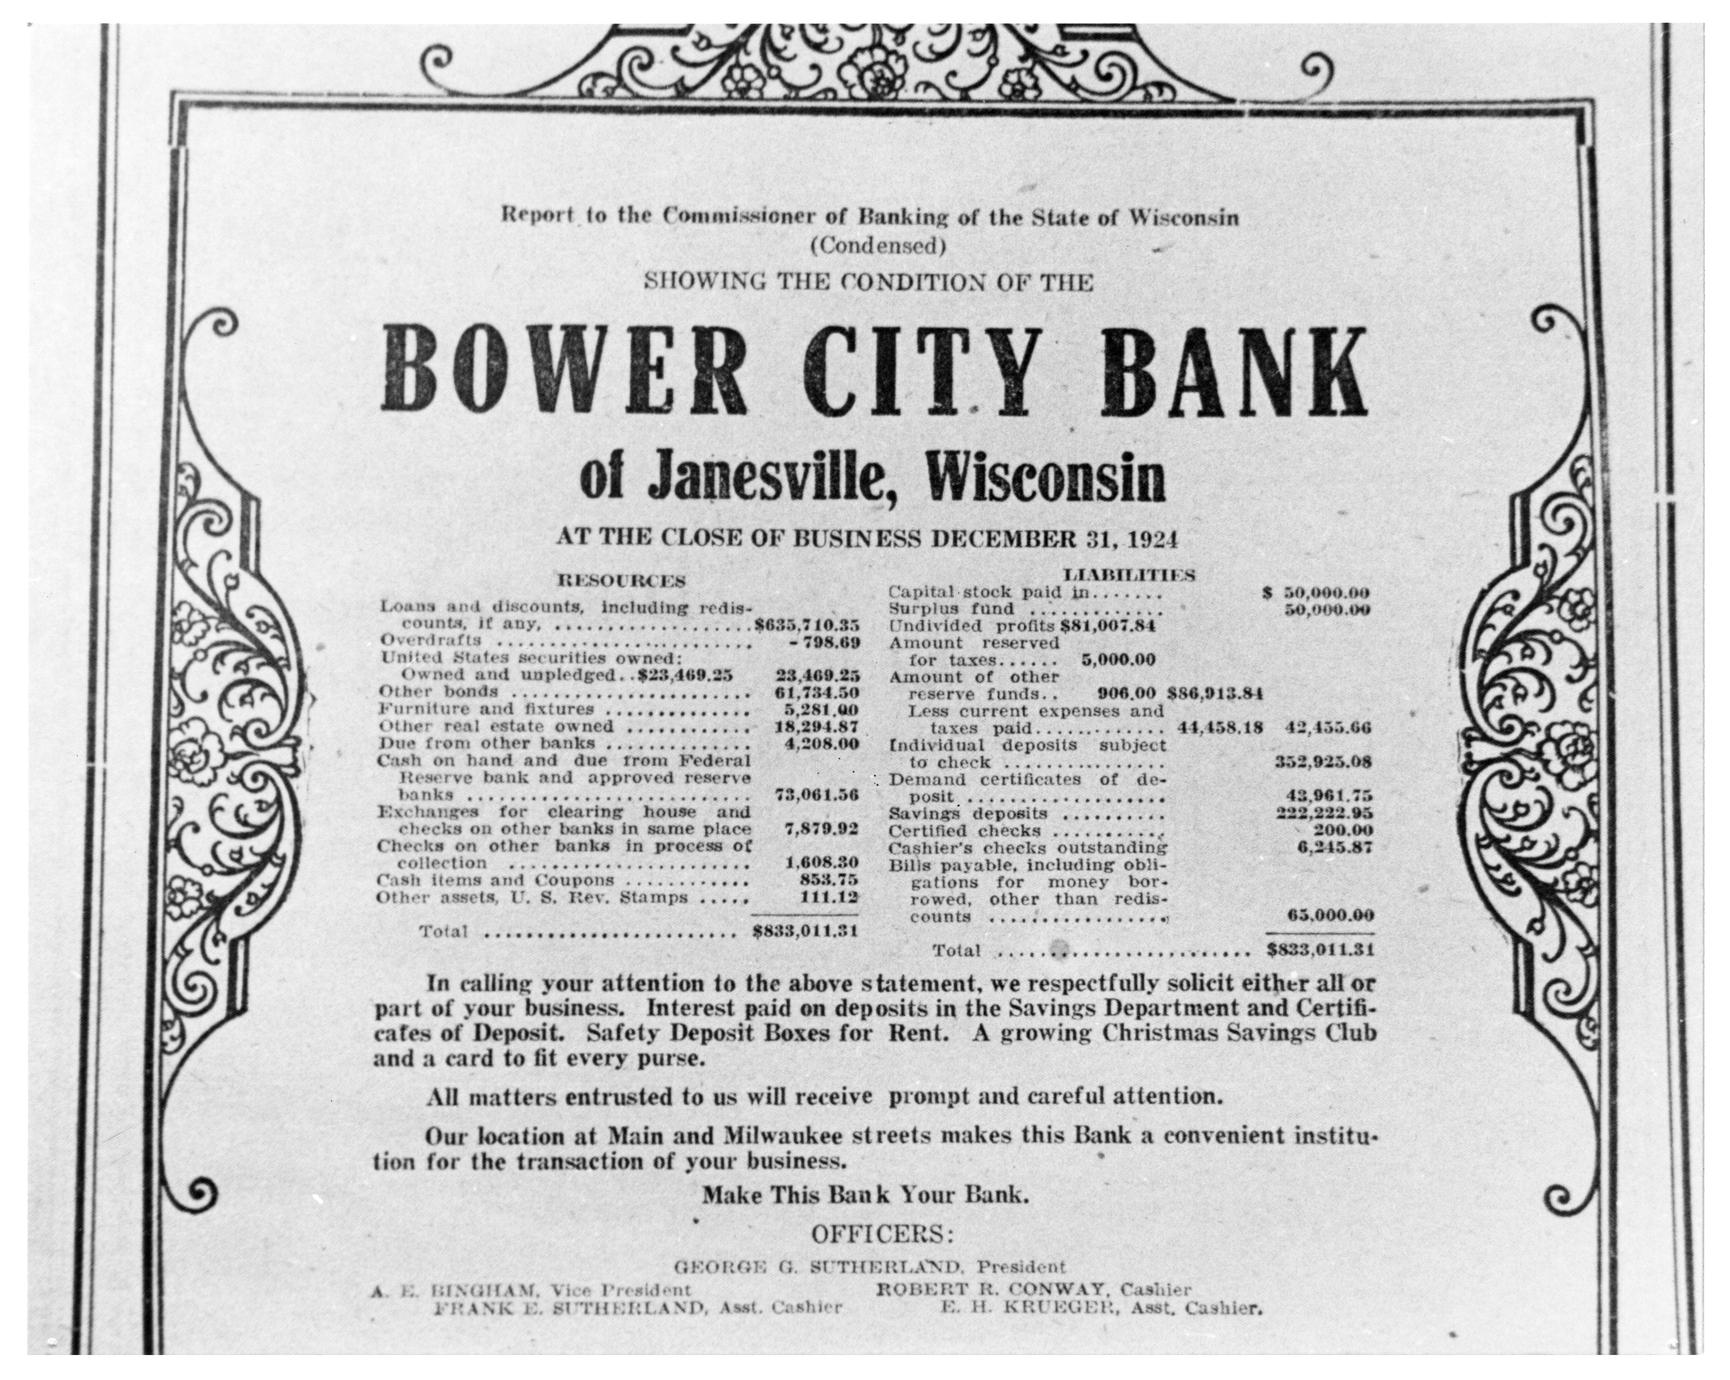 Report to the Commissioner of Banking of the State of Wisconsin
(Condensed)
SHOWING THE CONDITION OF THE
BOWER CITY BANK
of Janesville, Wisconsin
AT THE CLOSE OF BUSINESS DECEMBER 31, 1924
RESOURCES
Loans and discounts, including redis-
counts, if any, ................... $635,710.35
Overdrafts .......................... - 798.69
United States securities owned:
Owned and unpledged..$23,469.25 23,469.25
Other bonds ........................ 61,734.50
Furniture and fixtures .............. 5,281.00
Other real estate owned ............ 18,294.87
Due from other banks .............. 4,208.00
Cash on hand and due from Federal
Reserve bank and approved reserve
banks ........................... 73,061.56
Exchanges for clearing house and
checks on other banks in same place 7,879.92
Checks on other banks in process of
collection ....................... 1,608.30
Cash items and Coupons ............ 853.75
Other assets, U. S. Rev. Stamps ..... 111.12
Total ........................ $833,011.31
LIABILITIES
Capital stock paid in....... $ 50,000.00
Surplus fund ............. 50,000.00
Undivided profits $81,007.84
Amount reserved
for taxes...... 5,000.00
Amount of other
reserve funds.. 906.00 $86,913.84
Less current expenses and
taxes paid............. 44,458.18 42,455.66
Individual deposits subject
to check ................ 352,925.08
Demand certificates of de-
posit ................... 43,961.75
Savings deposits .......... 222,222.95
Certified checks ........... 200.00
Cashier's checks outstanding 6,245.87
Bills payable, including obli-
gations for money bor-
rowed, other than redis-
counts .................. 65,000.00
Total ........................ $833,011.31
In calling your attention to the above statement, we respectfully solicit either all or
part of your business. Interest paid on deposits in the Savings Department and Certifi-
cates of Deposit. Safety Deposit Boxes for Rent. A growing Christmas Savings Club
and a card to fit every purse.
All matters entrusted to us will receive prompt and careful attention.
Our location at Main and Milwaukee streets makes this Bank a convenient institu-
tion for the transaction of your business.
Make This Bank Your Bank.
OFFICERS:
GEORGE G. SUTHERLAND, President
A. E. BINGHAM, Vice President ROBERT R. CONWAY, Cashier
FRANK E. SUTHERLAND, Asst. Cashier E. H. KRUEGER, Asst. Cashier.